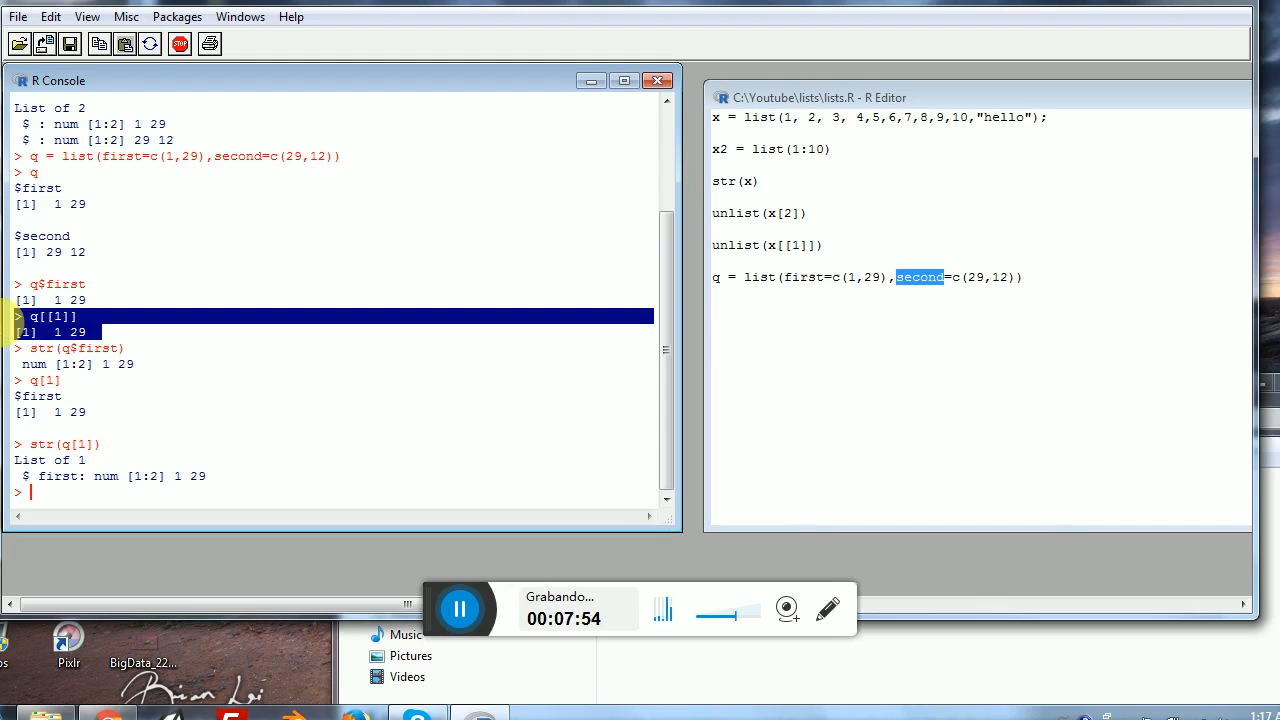 File Edit View Misc Packages Windows Help
STOP
R R Console
List of 2
$ : num [1:2] 1 29
$ : num [1:2] 29 12
> q = list(first=c(1,29),second=c(29,12))
> q
$first
[1] 1 29
$second
[1] 29 12
> q$first
[1] 1 29
> q[[1]]
[1] 1 29
> str(q$first)
num [1:2] 1 29
> q[1]
$first
[1] 1 29
> str(q[1])
List of 1
$ first: num [1:2] 1 29
>
R C:\Youtube\lists\lists.R - R Editor
x = list(1, 2, 3, 4,5,6,7,8,9,10,"hello");
x2 = list(1:10)
str(x)
unlist(x[2])
unlist(x[[1]])
q = list(first=c(1,29),second=c(29,12))
Grabando...
00:07:54
Music
Pictures
Videos
Pixlr
BigData_22...
1:17